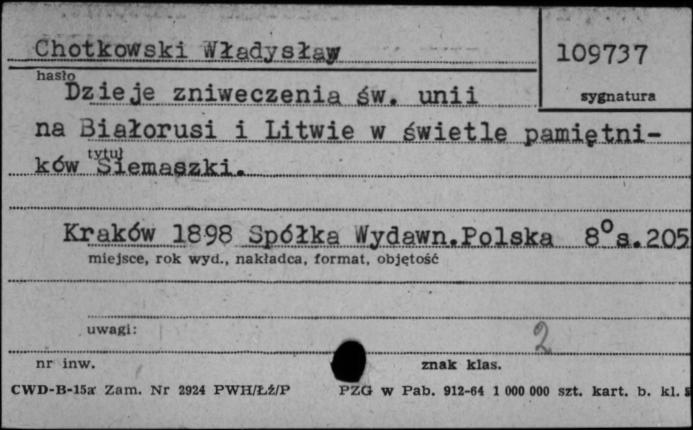 Chotkowski Władysław
109737
hasło
sygnatura
Dzieje zniweczenia św. unii
na Białorusi i Litwie w świetle pamiętni-
tytuł
ków Siemaszki.
Kraków 1898 Spółka Wydawn.Polska 8° s.205
miejsce, rok wyd., nakładca, format, objętość
uwagi:
2
nr inw.
znak klas.
CWD-B-15a Zam. Nr 2924 PWH/Łź/P PZG w Pab. 912-64 1 000 000 szt. kart. b. kl.